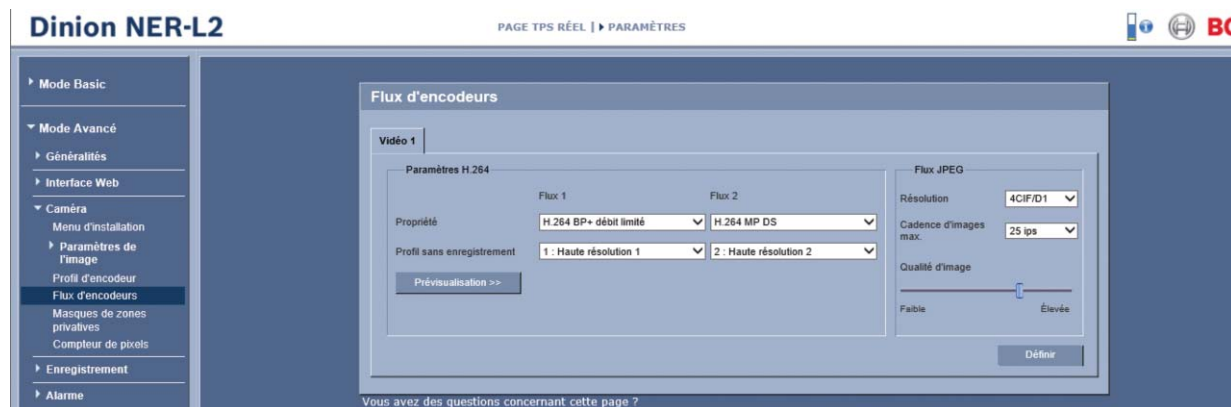 Dinion NER-L2
PAGE TPS RÉEL | PARAMÈTRES
Mode Basic
Mode Avancé
Généralités
Interface Web
Caméra
Menu d'installation
Paramètres de
l'image
Profil d'encodeur
Flux d'encodeurs
Masques de zones
privatives
Compteur de pixels
Enregistrement
Alarme
Flux d'encodeurs
Vidéo 1
Paramètres H.264
Flux 1 Flux 2
Propriété H.264 BP+ débit limité H.264 MP DS
Profil sans enregistrement 1 : Haute résolution 1 2 : Haute résolution 2
Prévisualisation >>
Flux JPEG
Résolution 4CIF/D1
Cadence d'images
max. 25 ips
Qualité d'image
Faible Élevée
Définir
Vous avez des questions concernant cette page ?